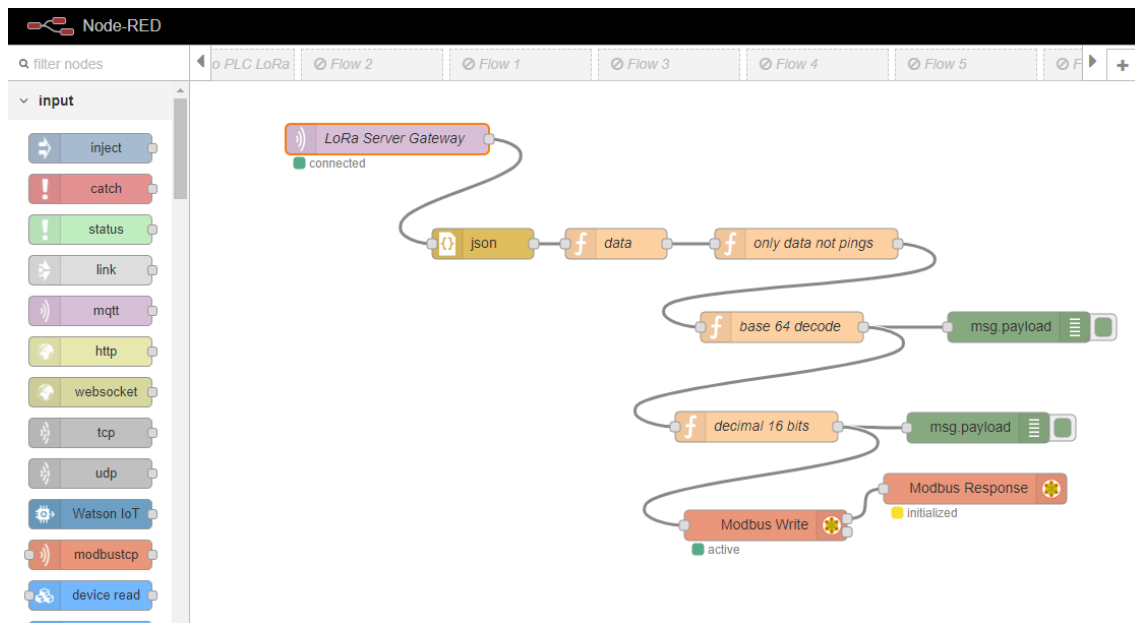 Node-RED
filter nodes
o PLC LoRa
Flow 2
Flow 1
Flow 3
Flow 4
Flow 5
F
+
input
inject
catch
status
link
mqtt
http
websocket
tcp
udp
Watson IoT
modbustcp
device read
LoRa Server Gateway
connected
json
data
only data not pings
base 64 decode
msg.payload
decimal 16 bits
msg.payload
Modbus Response
initialized
Modbus Write
active